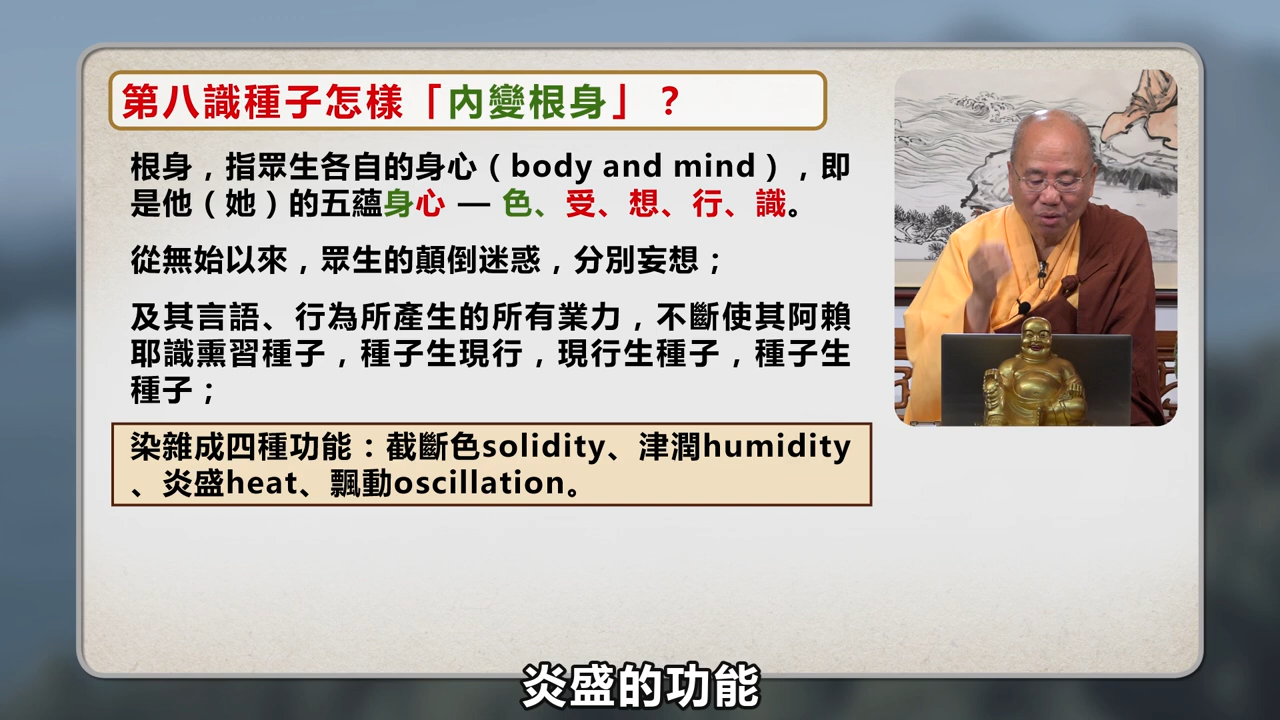 第八識種子怎樣「內變根身」？
根身，指眾生各自的身心（body and mind），即
是他（她）的五蘊身心 — 色、受、想、行、識。
從無始以來，眾生的顛倒迷惑，分別妄想；
及其言語、行為所產生的所有業力，不斷使其阿賴
耶識熏習種子，種子生現行，現行生種子，種子生
種子；
染雜成四種功能：截斷色solidity、津潤humidity
、炎盛heat、飄動oscillation。
炎盛的功能